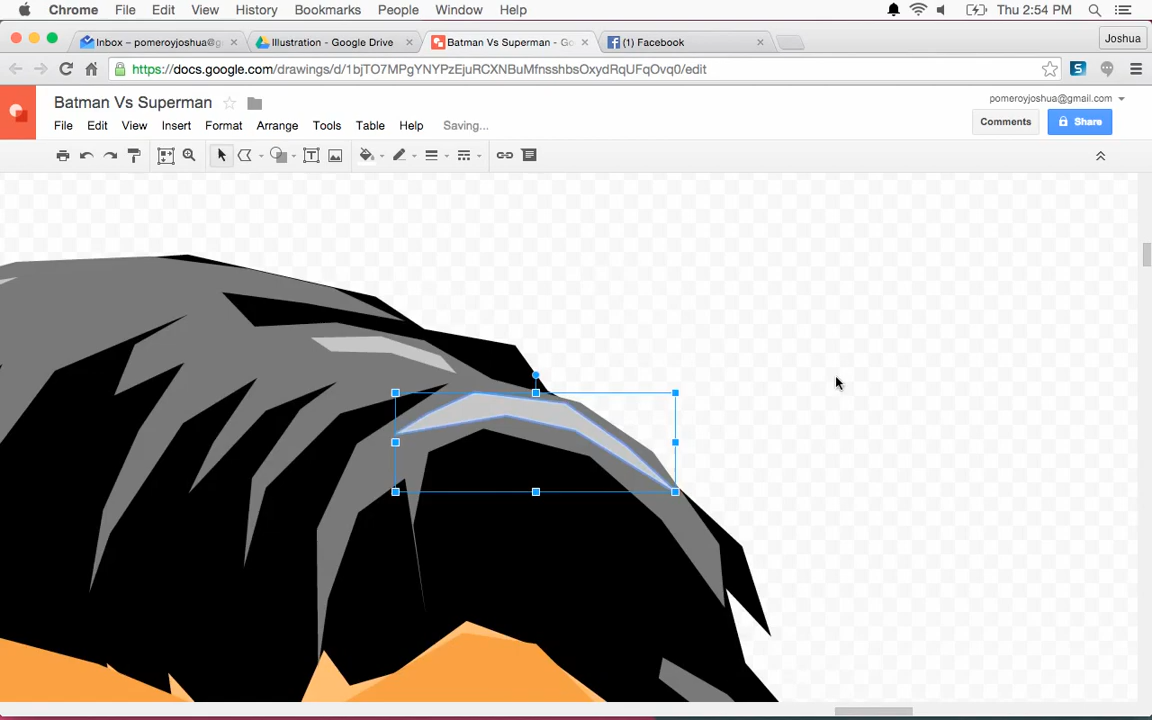 Chrome File Edit View History Bookmarks People Window Help Thu 2:54 PM
Inbox – pomeroyjoshua@g Illustration - Google Drive Batman Vs Superman - Go (1) Facebook Joshua
https://docs.google.com/drawings/d/1bjTO7MPgYNYPzEjuRCXNBuMfnsshbsOxydRqUFqOvq0/edit
Batman Vs Superman pomeroyjoshua@gmail.com
File Edit View Insert Format Arrange Tools Table Help Saving... Comments Share